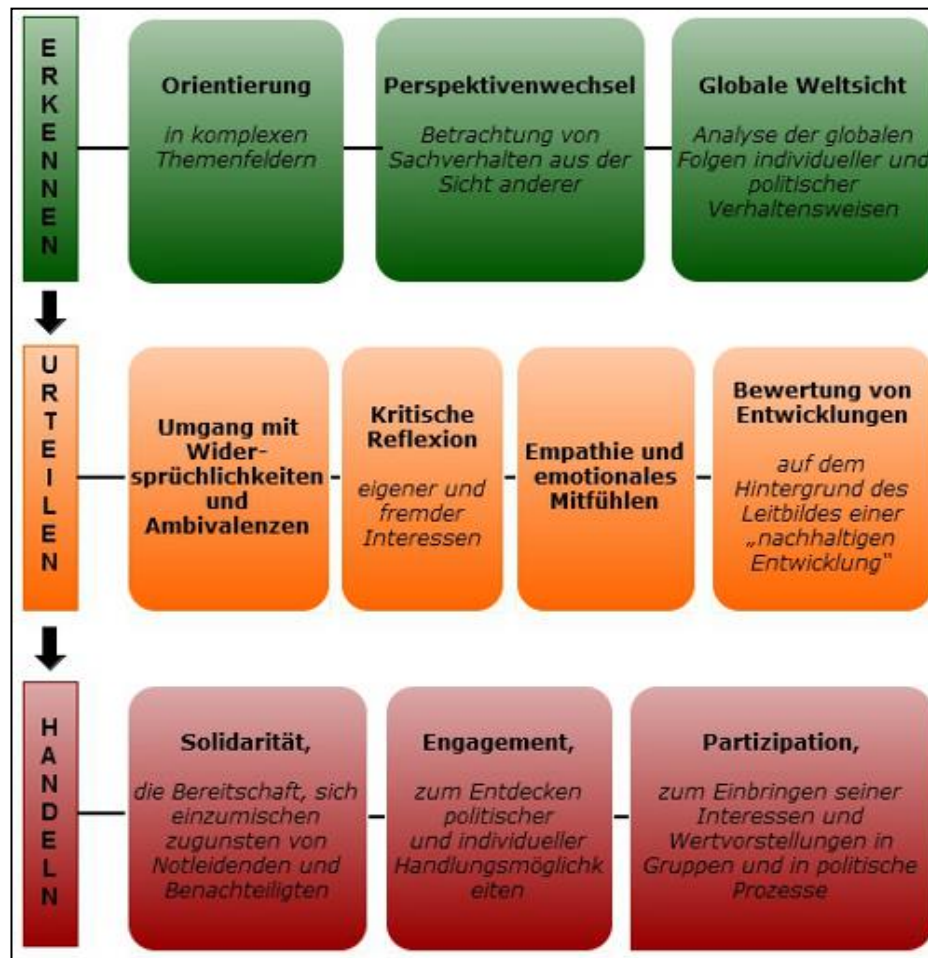 ERKENNEN
Orientierung
in komplexen
Themenfeldern
Perspektivenwechsel
Betrachtung von
Sachverhalten aus der
Sicht anderer
Globale Weltsicht
Analyse der globalen
Folgen individueller und
politischer
Verhaltensweisen
URTEILEN
Umgang mit
Wider-
sprüchlichkeiten
und
Ambivalenzen
Kritische
Reflexion
eigener und
fremder
Interessen
Empathie und
emotionales
Mitfühlen
Bewertung von
Entwicklungen
auf dem
Hintergrund des
Leitbildes einer
„nachhaltigen
Entwicklung“
HANDELN
Solidarität,
die Bereitschaft, sich
einzumischen
zugunsten von
Notleidenden und
Benachteiligten
Engagement,
zum Entdecken
politischer
und individueller
Handlungsmöglichk
eiten
Partizipation,
zum Einbringen seiner
Interessen und
Wertvorstellungen in
Gruppen und in politische
Prozesse